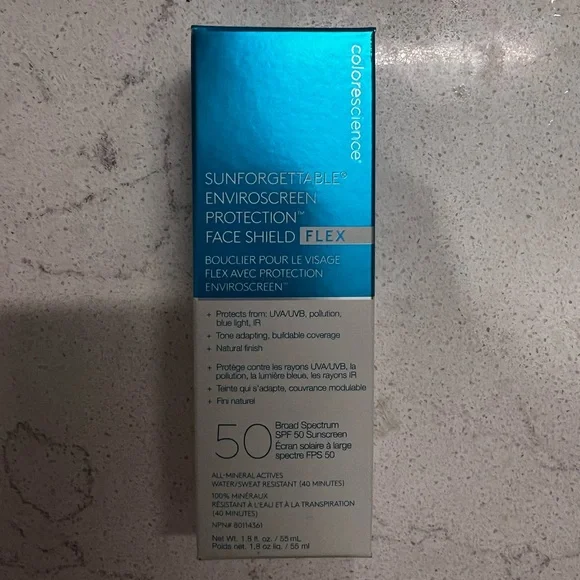 colorescience®
SUNFORGETTABLE®
ENVIROSCREEN
PROTECTION™
FACE SHIELD FLEX
BOUCLIER POUR LE VISAGE
FLEX AVEC PROTECTION
ENVIROSCREEN™
+ Protects from: UVA/UVB, pollution,
blue light, IR
+ Tone adapting, buildable coverage
+ Natural finish
+ Protège contre les rayons UVA/UVB, la
pollution, la lumière bleue, les rayons IR
+ Teinte qui s'adapte, couvrance modulable
+ Fini naturel
50
Broad Spectrum
SPF 50 Sunscreen
Écran solaire à large
spectre FPS 50
ALL-MINERAL ACTIVES
WATER/SWEAT RESISTANT (40 MINUTES)
100% MINÉRAUX
RÉSISTANT À L'EAU ET À LA TRANSPIRATION
(40 MINUTES)
NPN# 80114361
Net Wt. 1.8 fl. oz. / 55 mL
Poids net. 1.8 oz liq. / 55 ml